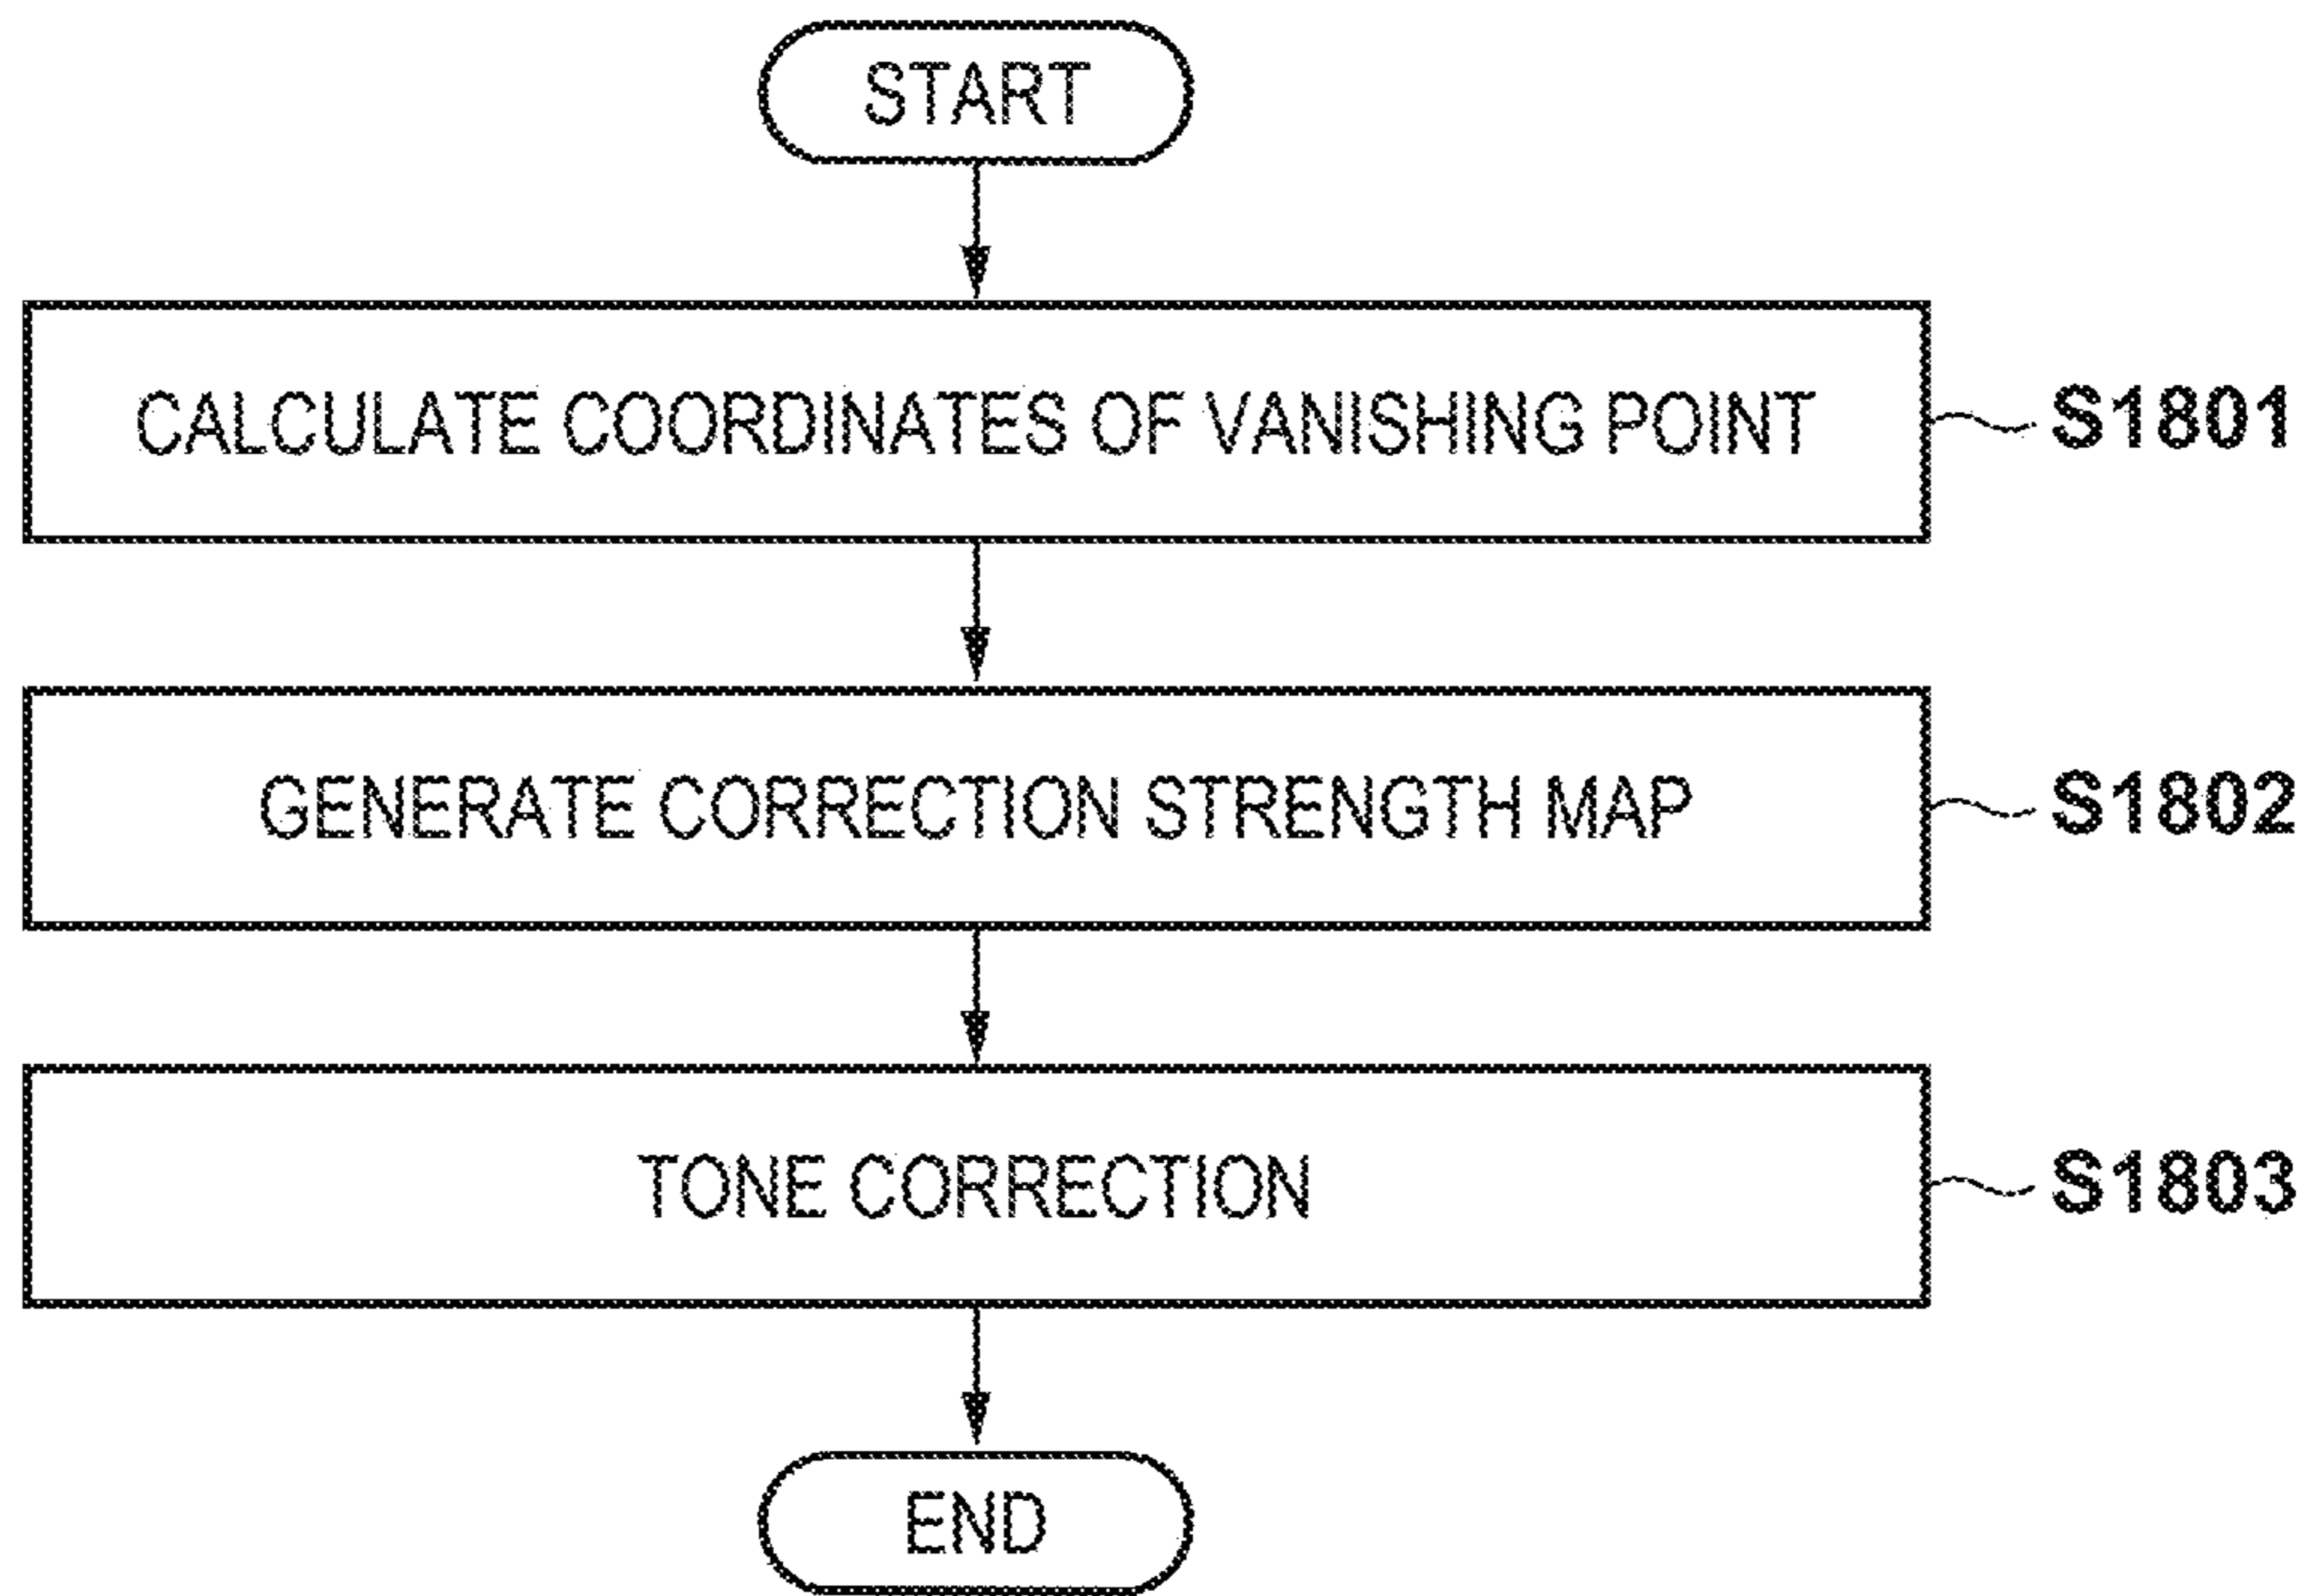 START
CALCULATE COORDINATES OF VANISHING POINT
S1801
GENERATE CORRECTION STRENGTH MAP
S1802
TONE CORRECTION
S1803
END